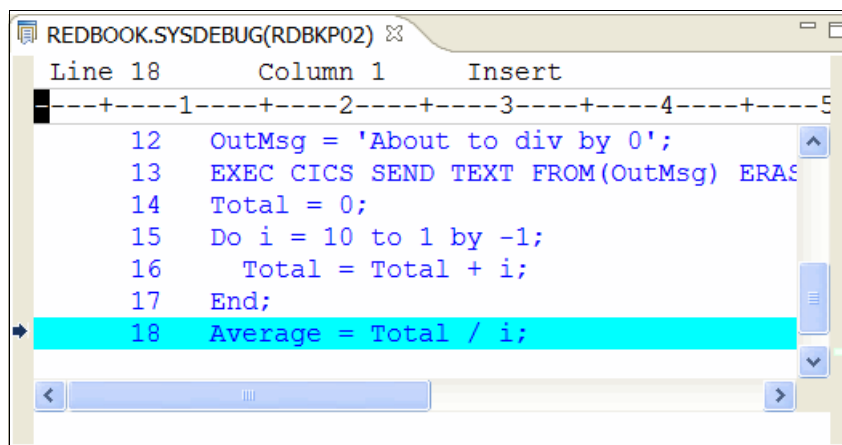 REDBOOK.SYSDEBUG(RDBKP02)
Line 18 Column 1 Insert
----+----1----+----2----+----3----+----4----+----5
12 OutMsg = 'About to div by 0';
13 EXEC CICS SEND TEXT FROM(OutMsg) ERAS
14 Total = 0;
15 Do i = 10 to 1 by -1;
16 Total = Total + i;
17 End;
18 Average = Total / i;